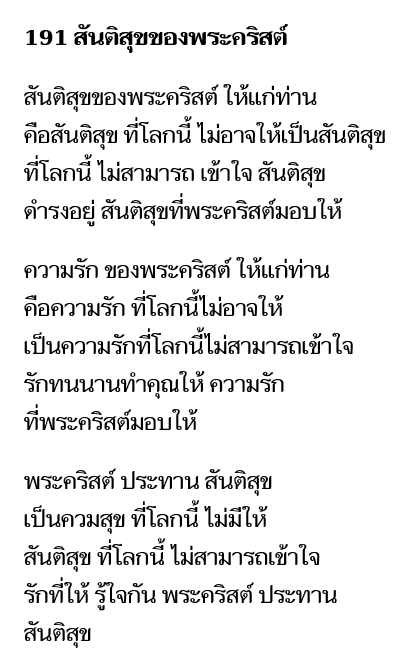 191 สันติสุขของพระคริสต์
สันติสุขของพระคริสต์ ให้แก่ท่าน
คือสันติสุข ที่โลกนี้ ไม่อาจให้เป็นสันติสุข
ที่โลกนี้ ไม่สามารถ เข้าใจ สันติสุข
ดำรงอยู่ สันติสุขที่พระคริสต์มอบให้
ความรัก ของพระคริสต์ ให้แก่ท่าน
คือความรัก ที่โลกนี้ไม่อาจให้
เป็นความรักที่โลกนี้ไม่สามารถเข้าใจ
รักทนนานทำคุณให้ ความรัก
ที่พระคริสต์มอบให้
พระคริสต์ ประทาน สันติสุข
เป็นควมสุข ที่โลกนี้ ไม่มีให้
สันติสุข ที่โลกนี้ ไม่สามารถเข้าใจ
รักที่ให้ รู้ใจกัน พระคริสต์ ประทาน
สันติสุข